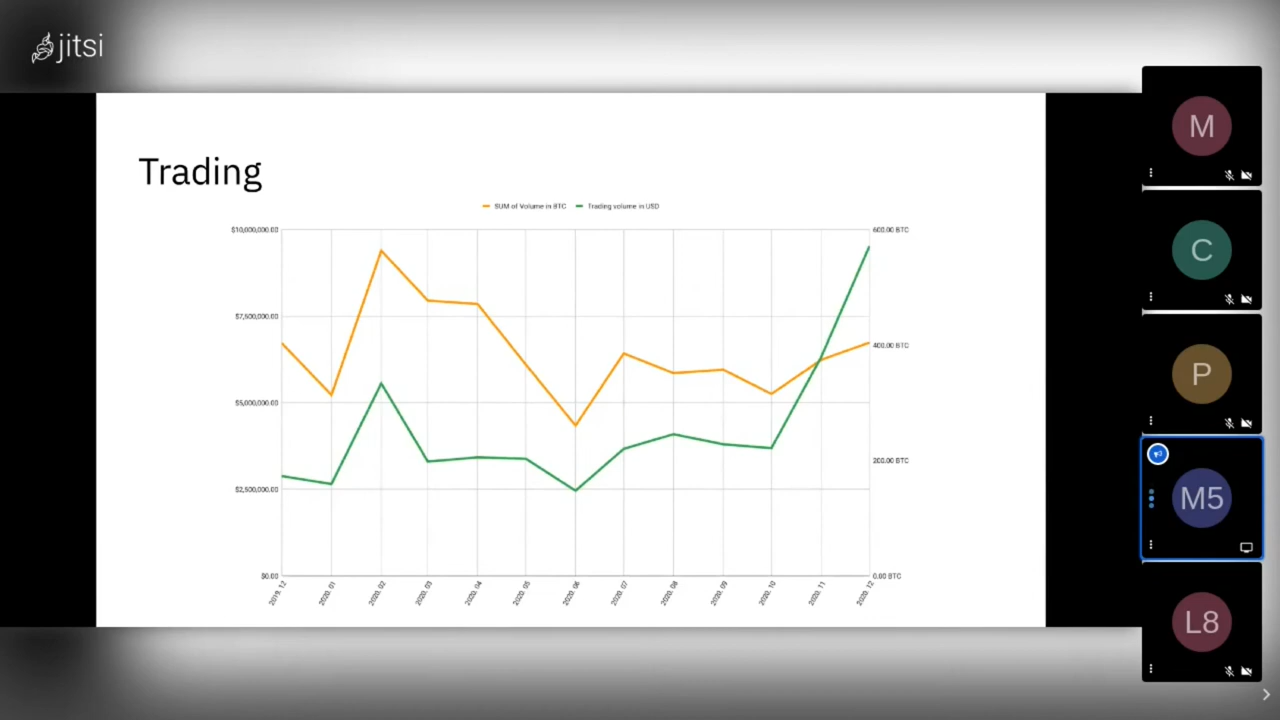 jitsi
Trading
SUM of Volume in BTC Trading volume in USD
$10,000,000.00
$7,500,000.00
$5,000,000.00
$2,500,000.00
$0.00
600.00 BTC
400.00 BTC
200.00 BTC
0.00 BTC
2019. 12
2020. 01
2020. 02
2020. 03
2020. 04
2020. 05
2020. 06
2020. 07
2020. 08
2020. 09
2020. 10
2020. 11
2020. 12
M
C
P
M5
L8